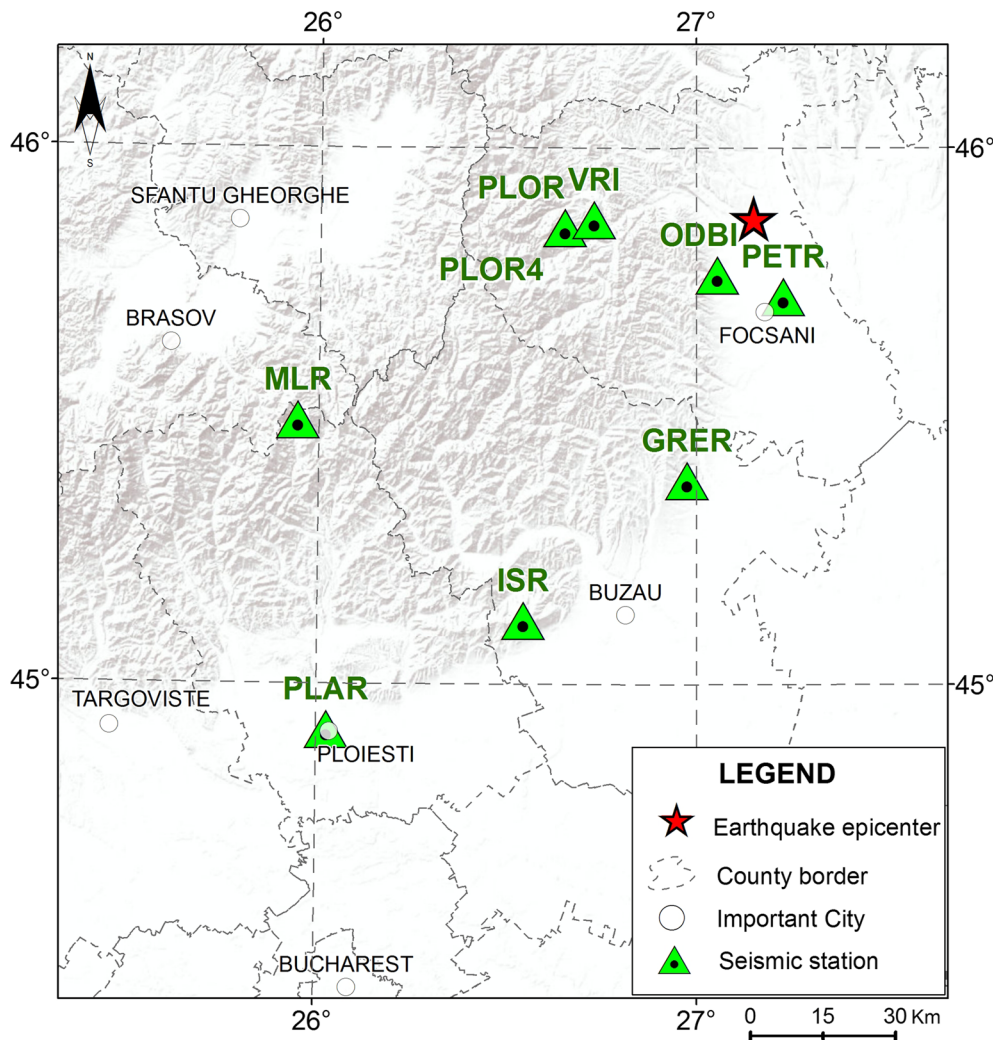 26° 27°
N
S
46° 46°
SFANTU GHEORGHE
PLOR VRI
PLOR4
ODBI
PETR
FOCSANI
BRASOV
MLR
GRER
ISR
BUZAU
45° 45°
TARGOVISTE
PLAR
PLOIESTI
BUCHAREST
LEGEND
Earthquake epicenter
County border
Important City
Seismic station
26° 27°
0 15 30 Km